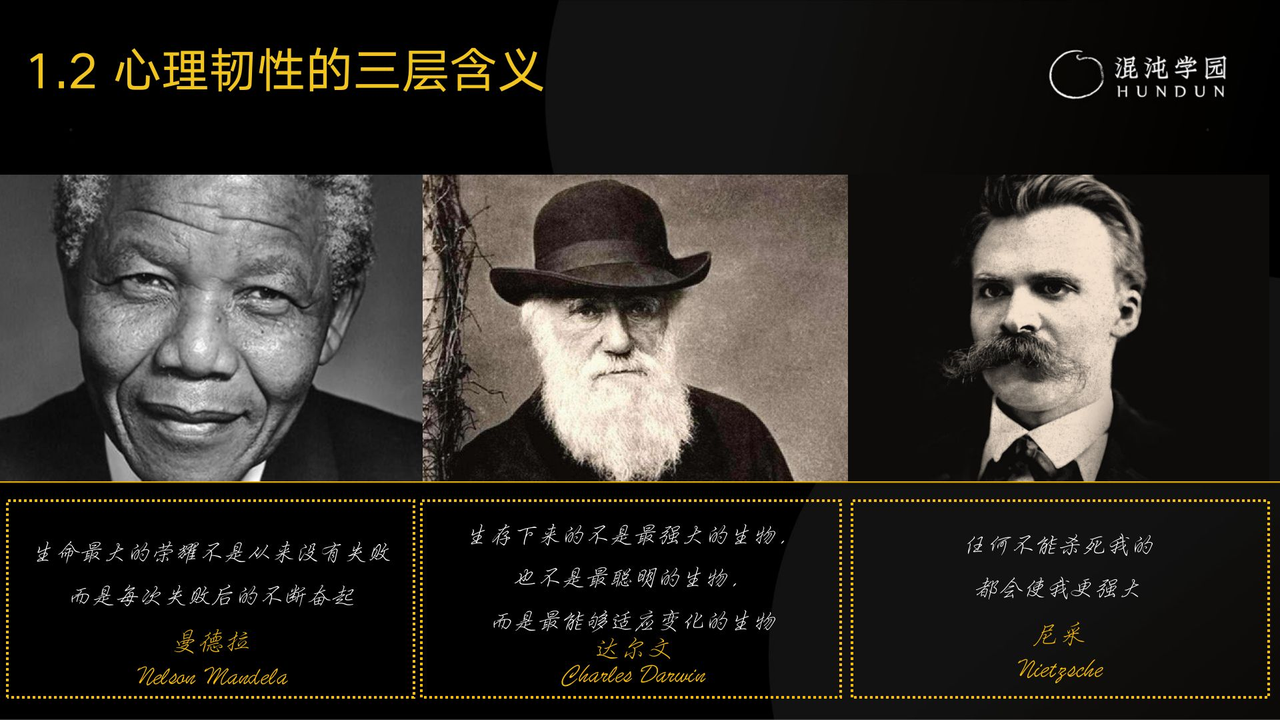 1.2 心理韧性的三层含义
混沌学园
HUNDUN
生命最大的荣耀不是从来没有失败
而是每次失败后的不断奋起
曼德拉
Nelson Mandela
生存下来的不是最强大的生物，
也不是最聪明的生物，
而是最能够适应变化的生物
达尔文
Charles Darwin
任何不能杀死我的
都会使我更强大
尼采
Nietzsche